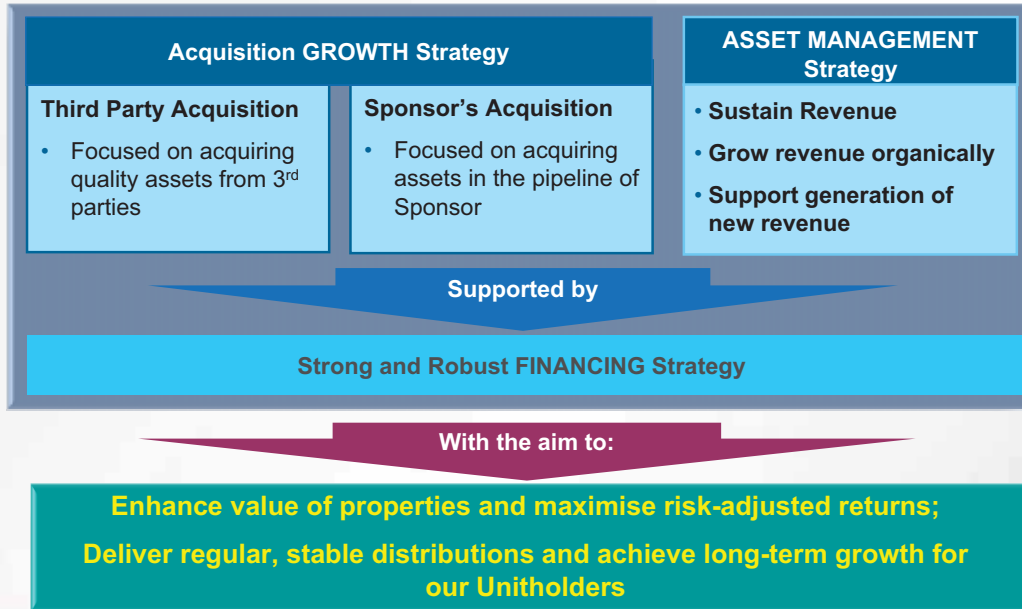 Acquisition GROWTH Strategy
Third Party Acquisition
• Focused on acquiring
quality assets from 3rd
parties
Sponsor's Acquisition
• Focused on acquiring
assets in the pipeline of
Sponsor
ASSET MANAGEMENT
Strategy
• Sustain Revenue
• Grow revenue organically
• Support generation of
new revenue
Supported by
Strong and Robust FINANCING Strategy
With the aim to:
Enhance value of properties and maximise risk-adjusted returns;
Deliver regular, stable distributions and achieve long-term growth for
our Unitholders